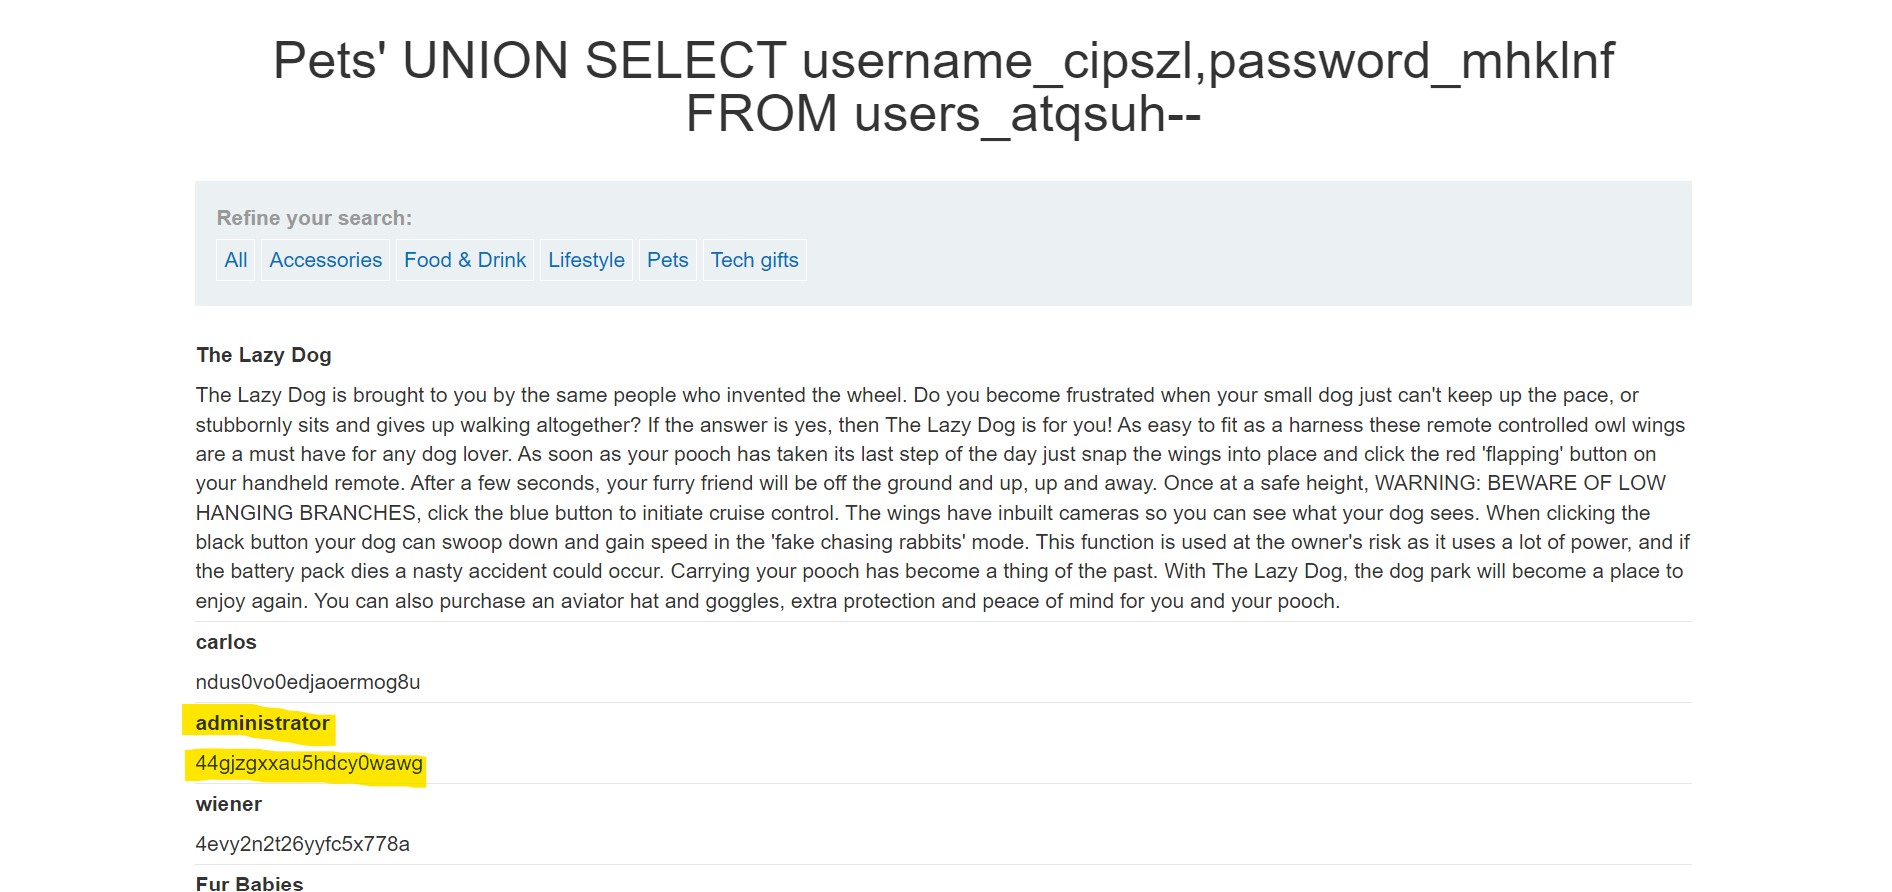 Pets' UNION SELECT username_cipszl,password_mhklnf
FROM users_atqsuh--
Refine your search:
All Accessories Food & Drink Lifestyle Pets Tech gifts
The Lazy Dog
The Lazy Dog is brought to you by the same people who invented the wheel. Do you become frustrated when your small dog just can't keep up the pace, or
stubbornly sits and gives up walking altogether? If the answer is yes, then The Lazy Dog is for you! As easy to fit as a harness these remote controlled owl wings
are a must have for any dog lover. As soon as your pooch has taken its last step of the day just snap the wings into place and click the red 'flapping' button on
your handheld remote. After a few seconds, your furry friend will be off the ground and up, up and away. Once at a safe height, WARNING: BEWARE OF LOW
HANGING BRANCHES, click the blue button to initiate cruise control. The wings have inbuilt cameras so you can see what your dog sees. When clicking the
black button your dog can swoop down and gain speed in the 'fake chasing rabbits' mode. This function is used at the owner's risk as it uses a lot of power, and if
the battery pack dies a nasty accident could occur. Carrying your pooch has become a thing of the past. With The Lazy Dog, the dog park will become a place to
enjoy again. You can also purchase an aviator hat and goggles, extra protection and peace of mind for you and your pooch.
carlos
ndus0vo0edjaoermog8u
administrator
44gjzgxxau5hdcy0wawg
wiener
4evy2n2t26yyfc5x778a
Fur Babies